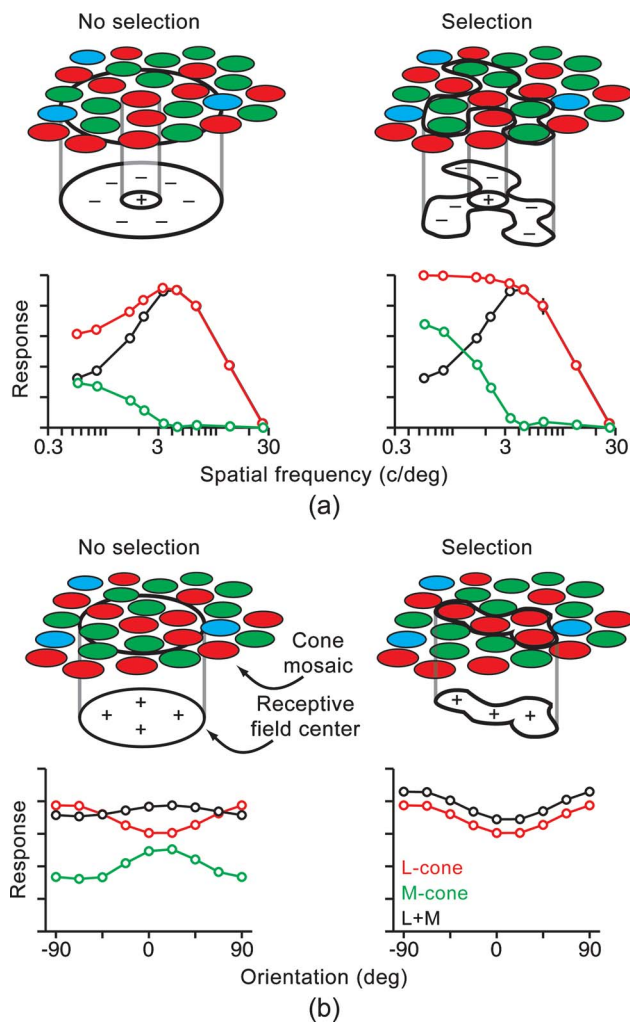 No selection
Selection
+
− − − − − − −
+
− − − −
Response
0.3 3 30
0.3 3 30
Spatial frequency (c/deg)
(a)
No selection
Selection
Cone
mosaic
Receptive
field center
+ + + +
+ + +
Response
L-cone
M-cone
L+M
-90 0 90
-90 0 90
Orientation (deg)
(b)